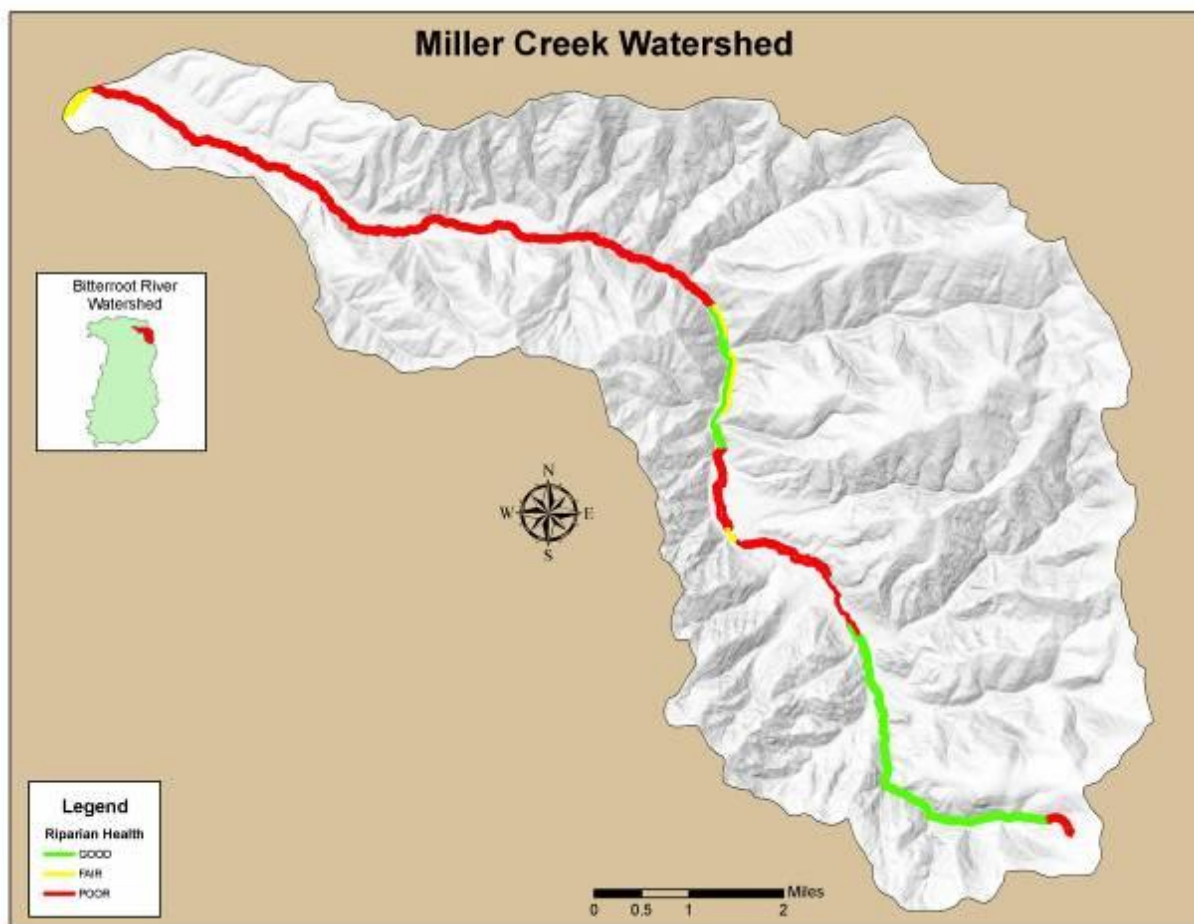 Miller Creek Watershed
Bitterroot River
Watershed
N
W E
S
Legend
Riparian Health
GOOD
FAIR
POOR
Miles
0 0.5 1 2